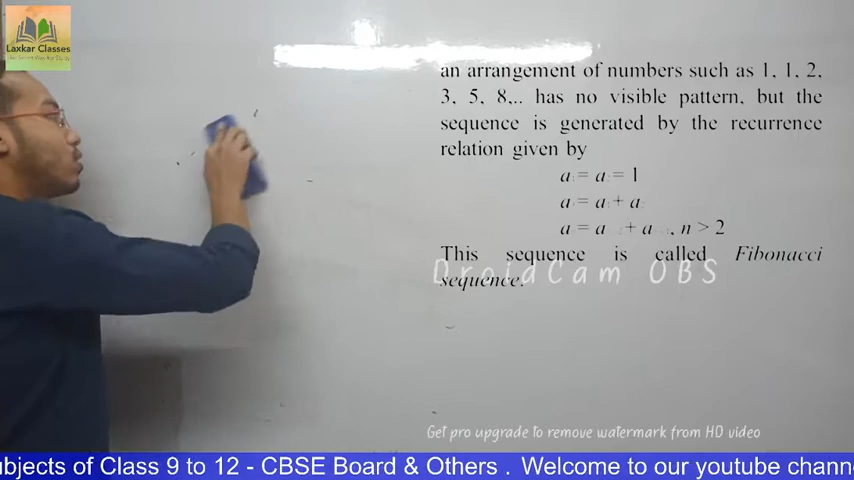 Laxkar Classes
an arrangement of numbers such as 1, 1, 2,
3, 5, 8,.. has no visible pattern, but the
sequence is generated by the recurrence
relation given by
a = a = 1
a = a + a
a = a + a , n > 2
This sequence is called Fibonacci
sequence.
DroidCam OBS
Get pro upgrade to remove watermark from HD video
ubjects of Class 9 to 12 - CBSE Board & Others . Welcome to our youtube chann